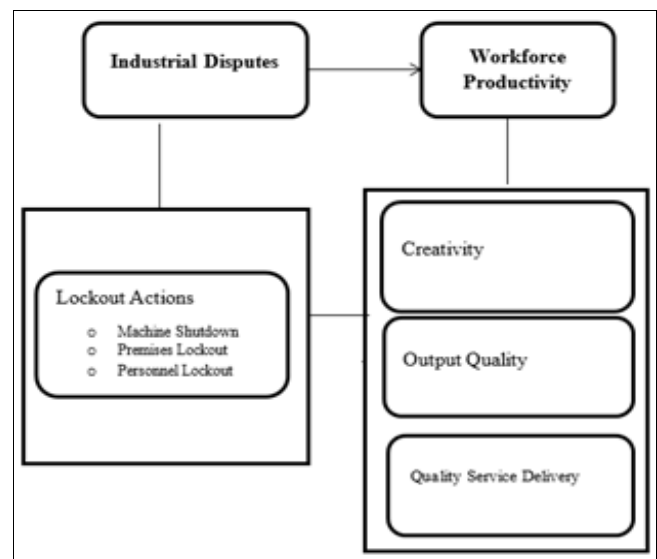 Industrial Disputes
Workforce
Productivity
Lockout Actions
o Machine Shutdown
o Premises Lockout
o Personnel Lockout
Creativity
Output Quality
Quality Service Delivery